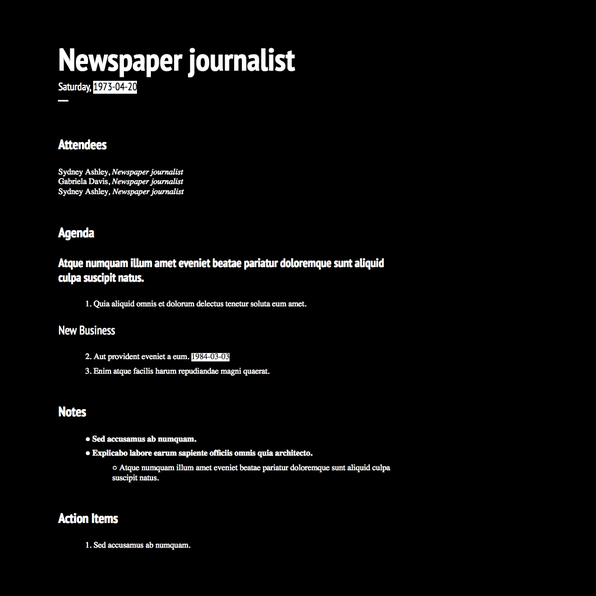 Newspaper journalist
Saturday, 1973-04-20
—
Attendees
Sydney Ashley, Newspaper journalist
Gabriela Davis, Newspaper journalist
Sydney Ashley, Newspaper journalist
Agenda
Atque numquam illum amet eveniet beatae pariatur doloremque sunt aliquid
culpa suscipit natus.
1. Quia aliquid omnis et dolorum delectus tenetur soluta eum amet.
New Business
2. Aut provident eveniet a eum. 1984-03-03
3. Enim atque facilis harum repudiandae magni quaerat.
Notes
● Sed accusamus ab numquam.
● Explicabo labore earum sapiente officiis omnis quia architecto.
○ Atque numquam illum amet eveniet beatae pariatur doloremque sunt aliquid culpa
suscipit natus.
Action Items
1. Sed accusamus ab numquam.